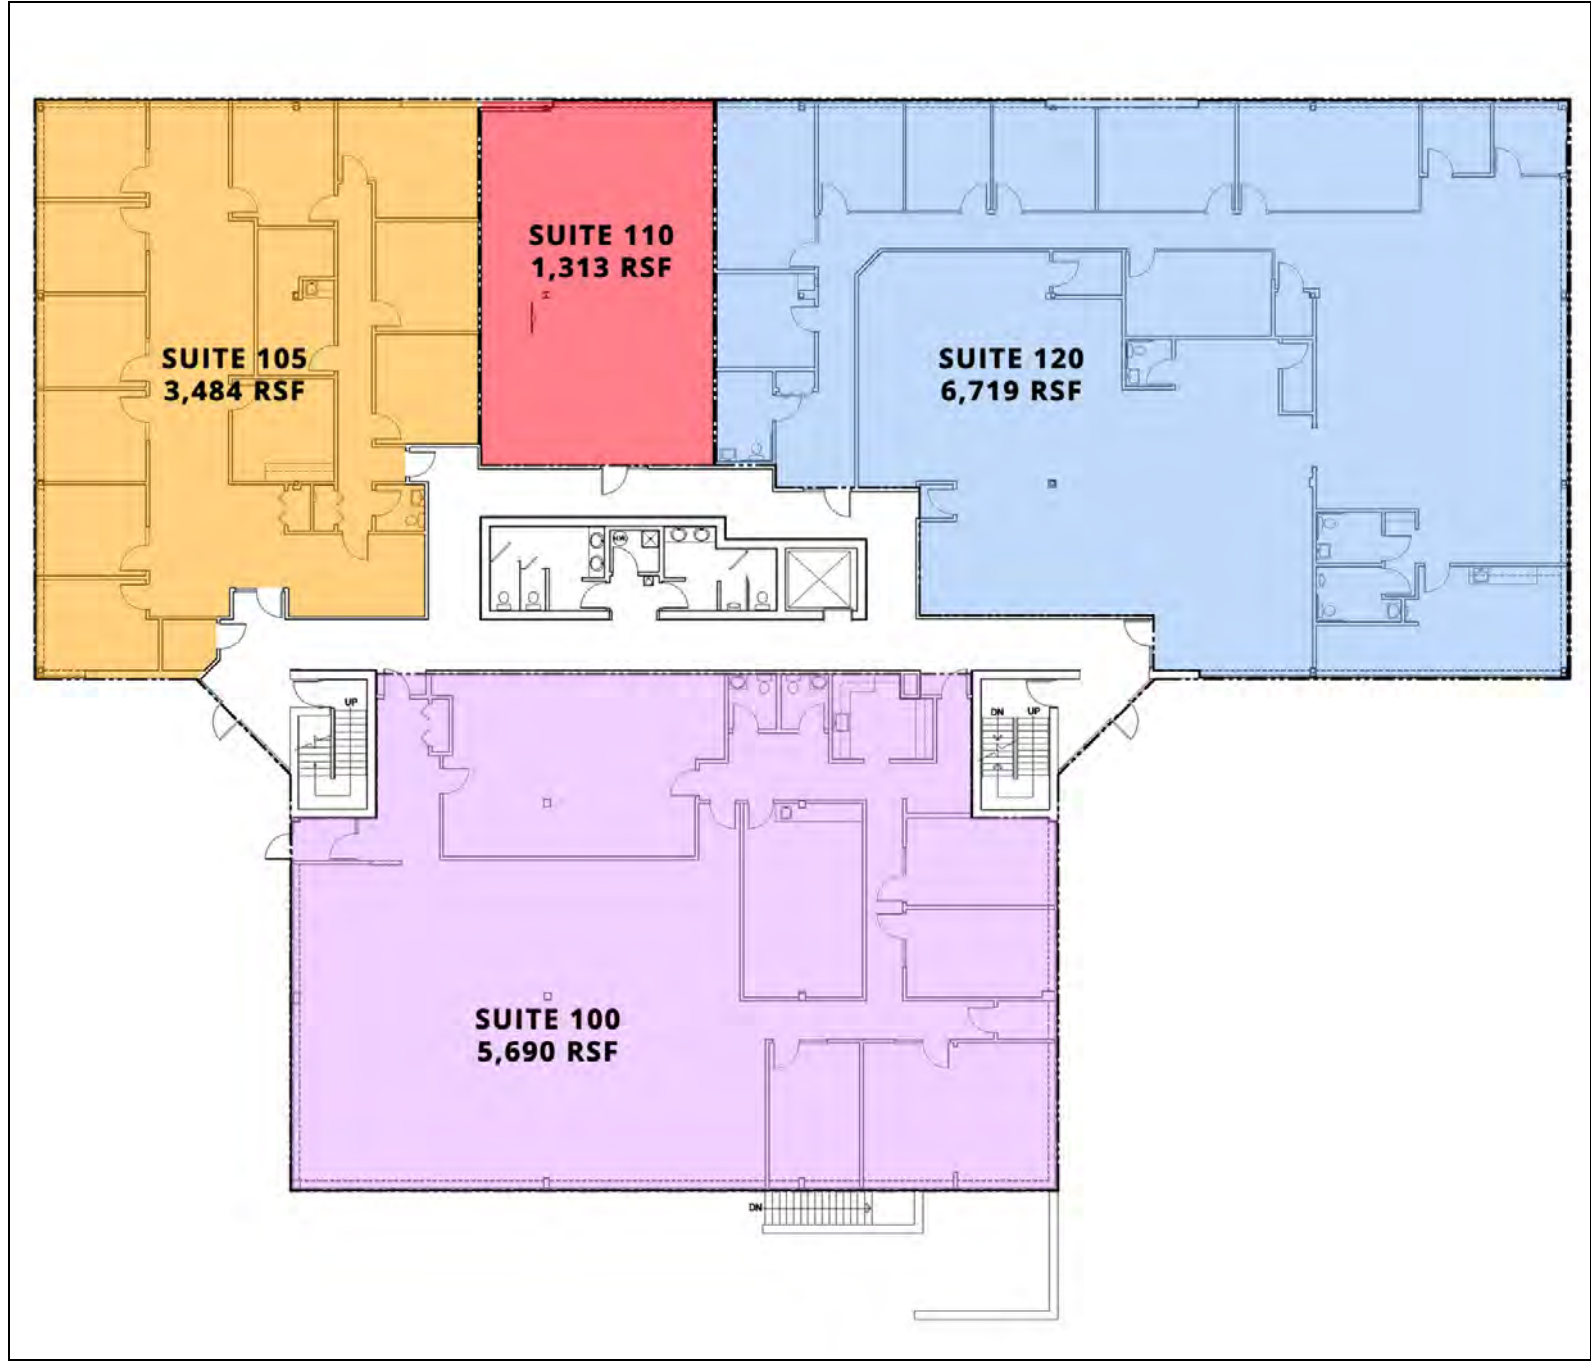 SUITE 110
1,313 RSF
SUITE 105
3,484 RSF
SUITE 120
6,719 RSF
UP
DN UP
SUITE 100
5,690 RSF
DN